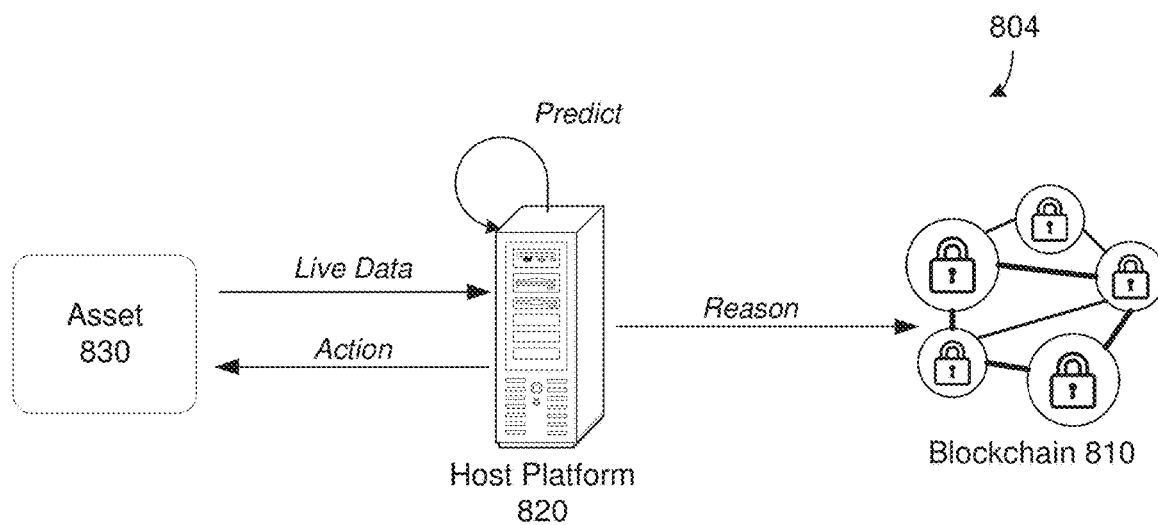 804
Predict
Live Data
Asset
830
Reason
Action
Blockchain 810
Host Platform
820